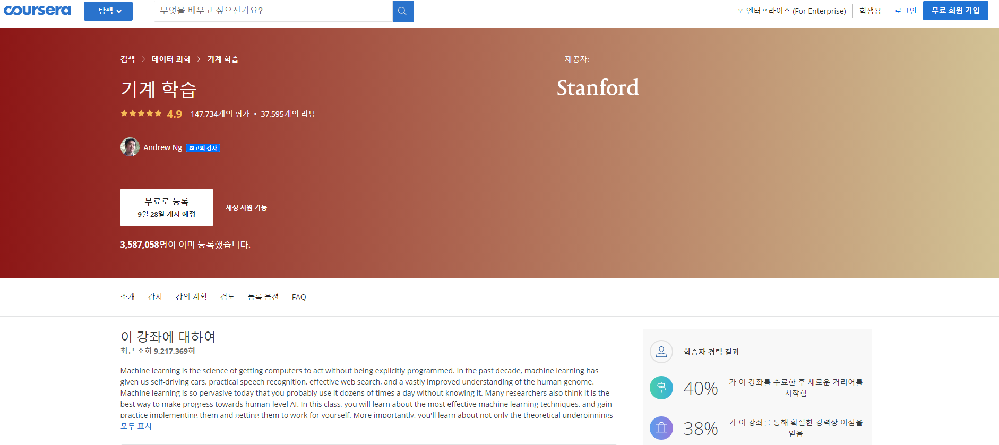 coursera
탐색
무엇을 배우고 싶으신가요?
포 엔터프라이즈 (For Enterprise)
학생용
로그인
무료 회원 가입
검색 > 데이터 과학 > 기계 학습
기계 학습
4.9 147,734개의 평가 • 37,595개의 리뷰
Andrew Ng 최고의 강사
제공자:
Stanford
무료로 등록
9월 28일 개시 예정
재정 지원 가능
3,587,058명이 이미 등록했습니다.
소개 강사 강의 계획 검토 등록 옵션 FAQ
이 강좌에 대하여
최근 조회 9,217,369회
Machine learning is the science of getting computers to act without being explicitly programmed. In the past decade, machine learning has
given us self-driving cars, practical speech recognition, effective web search, and a vastly improved understanding of the human genome.
Machine learning is so pervasive today that you probably use it dozens of times a day without knowing it. Many researchers also think it is the
best way to make progress towards human-level AI. In this class, you will learn about the most effective machine learning techniques, and gain
practice implementing them and getting them to work for yourself. More importantly, you'll learn about not only the theoretical underpinnings
모두 표시
학습자 경력 결과
40%
가 이 강좌를 수료한 후 새로운 커리어를
시작함
38%
가 이 강좌를 통해 확실한 경력상 이점을
얻음